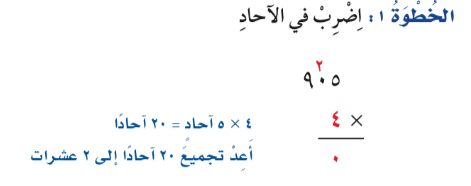 الخُطْوَةُ ١ : اِضْرِبْ في الآحادِ
٢
٩٠٥
× ٤
٠
٤ × ٥ آحادٍ = ٢٠ آحادًا
أَعِدْ تجميعَ ٢٠ آحادًا إلى ٢ عشرات